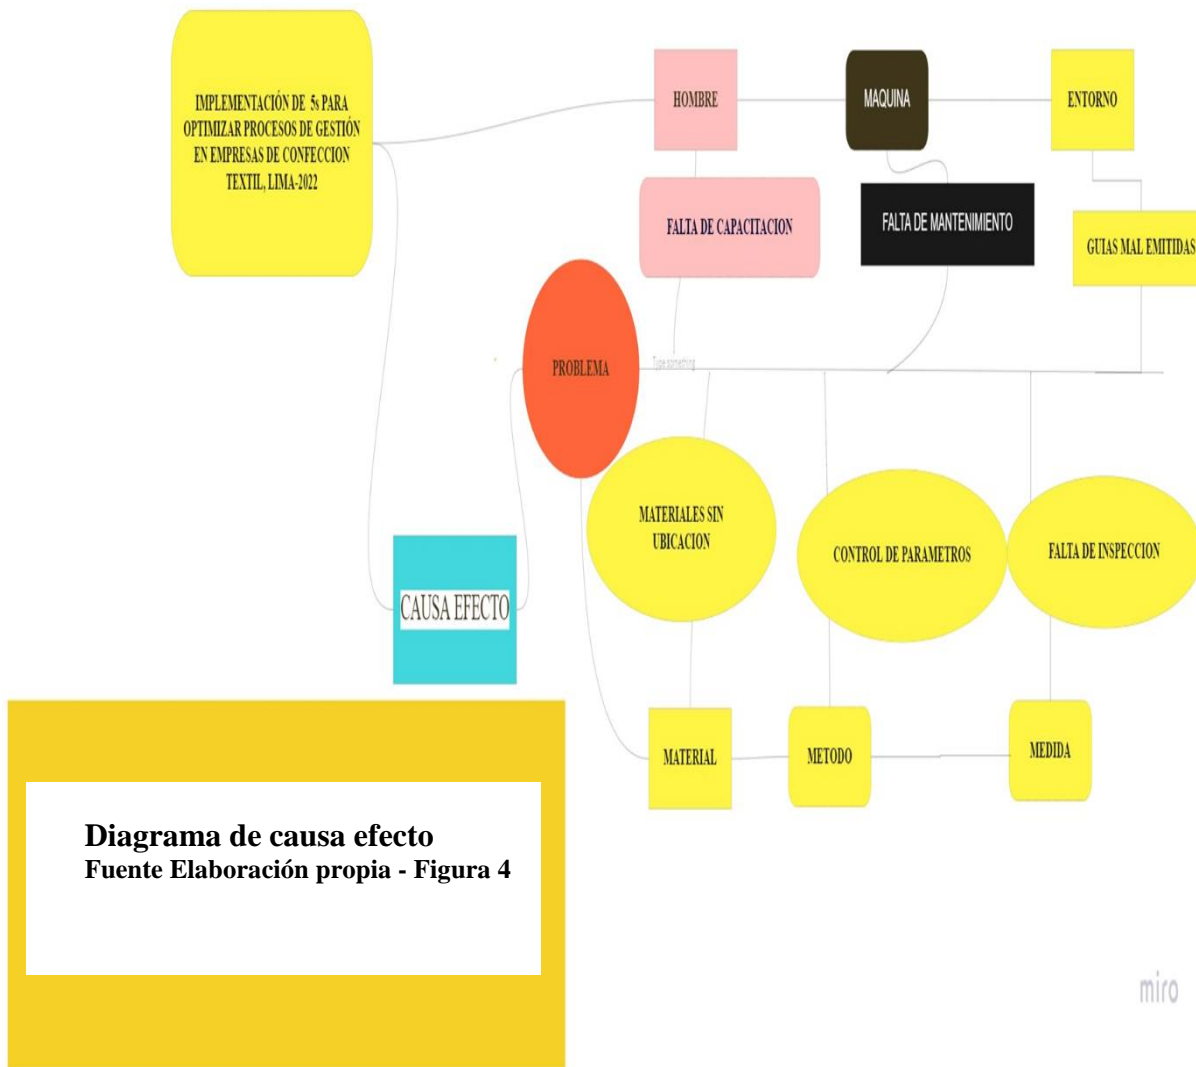 IMPLEMENTACIÓN DE 5s PARA
OPTIMIZAR PROCESOS DE GESTIÓN
EN EMPRESAS DE CONFECCION
TEXTIL, LIMA-2022
HOMBRE
MAQUINA
ENTORNO
FALTA DE CAPACITACION
FALTA DE MANTENIMIENTO
GUIAS MAL EMITIDAS
PROBLEMA
Type something
MATERIALES SIN
UBICACION
CONTROL DE PARAMETROS
FALTA DE INSPECCION
CAUSA EFECTO
MATERIAL
METODO
MEDIDA
Diagrama de causa efecto
Fuente Elaboración propia - Figura 4
miro